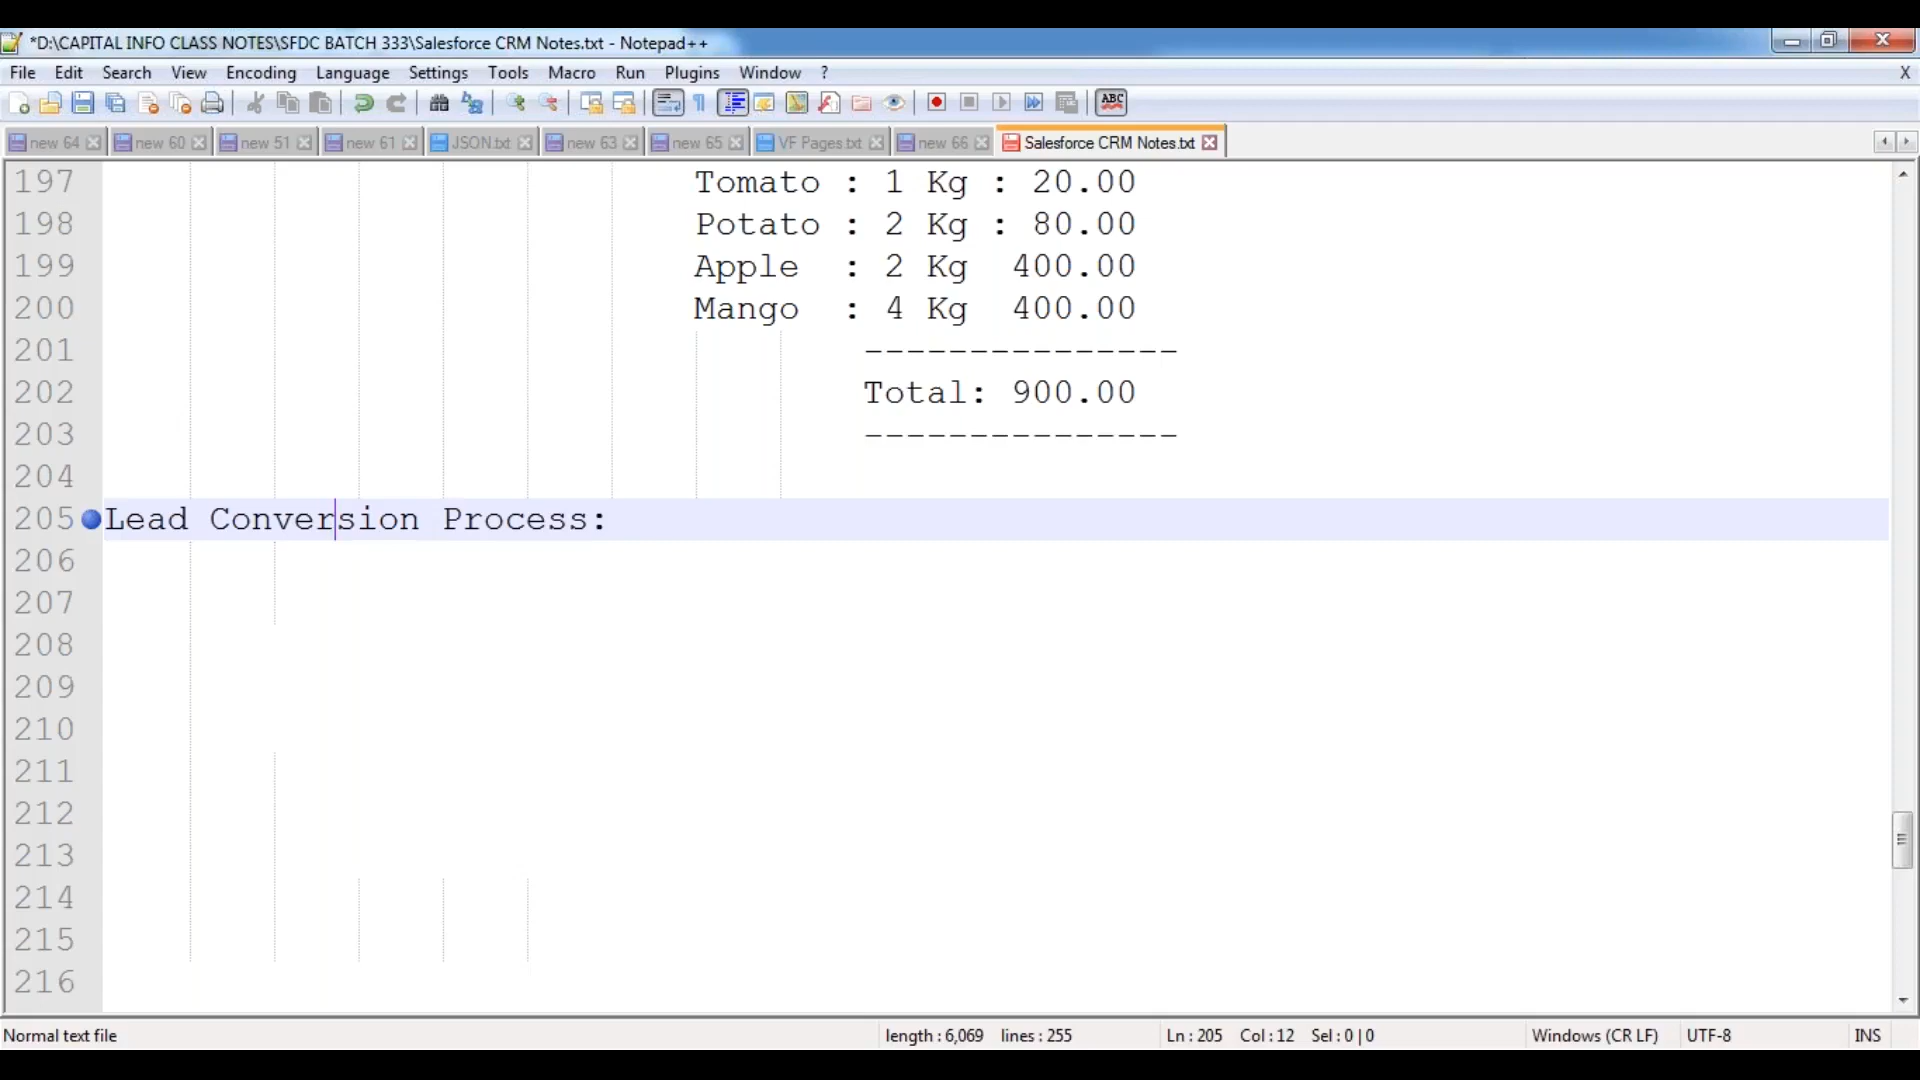 *D:\CAPITAL INFO CLASS NOTES\SFDC BATCH 333\Salesforce CRM Notes.txt - Notepad++
File Edit Search View Encoding Language Settings Tools Macro Run Plugins Window ? X
ABC
new 64 new 60 new 51 new 61 JSON.txt new 63 new 65 VF Pages.txt new 66 Salesforce CRM Notes.txt
197 Tomato : 1 Kg : 20.00
198 Potato : 2 Kg : 80.00
199 Apple : 2 Kg 400.00
200 Mango : 4 Kg 400.00
201 ---------------
202 Total: 900.00
203 ---------------
204
205 Lead Conversion Process:
206
207
208
209
210
211
212
213
214
215
216
Normal text file length : 6,069 lines : 255 Ln : 205 Col : 12 Sel : 0 | 0 Windows (CR LF) UTF-8 INS